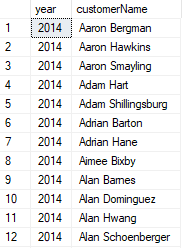 year customerName
1 2014 Aaron Bergman
2 2014 Aaron Hawkins
3 2014 Aaron Smayling
4 2014 Adam Hart
5 2014 Adam Shillingsburg
6 2014 Adrian Barton
7 2014 Adrian Hane
8 2014 Aimee Bixby
9 2014 Alan Barnes
10 2014 Alan Dominguez
11 2014 Alan Hwang
12 2014 Alan Schoenberger